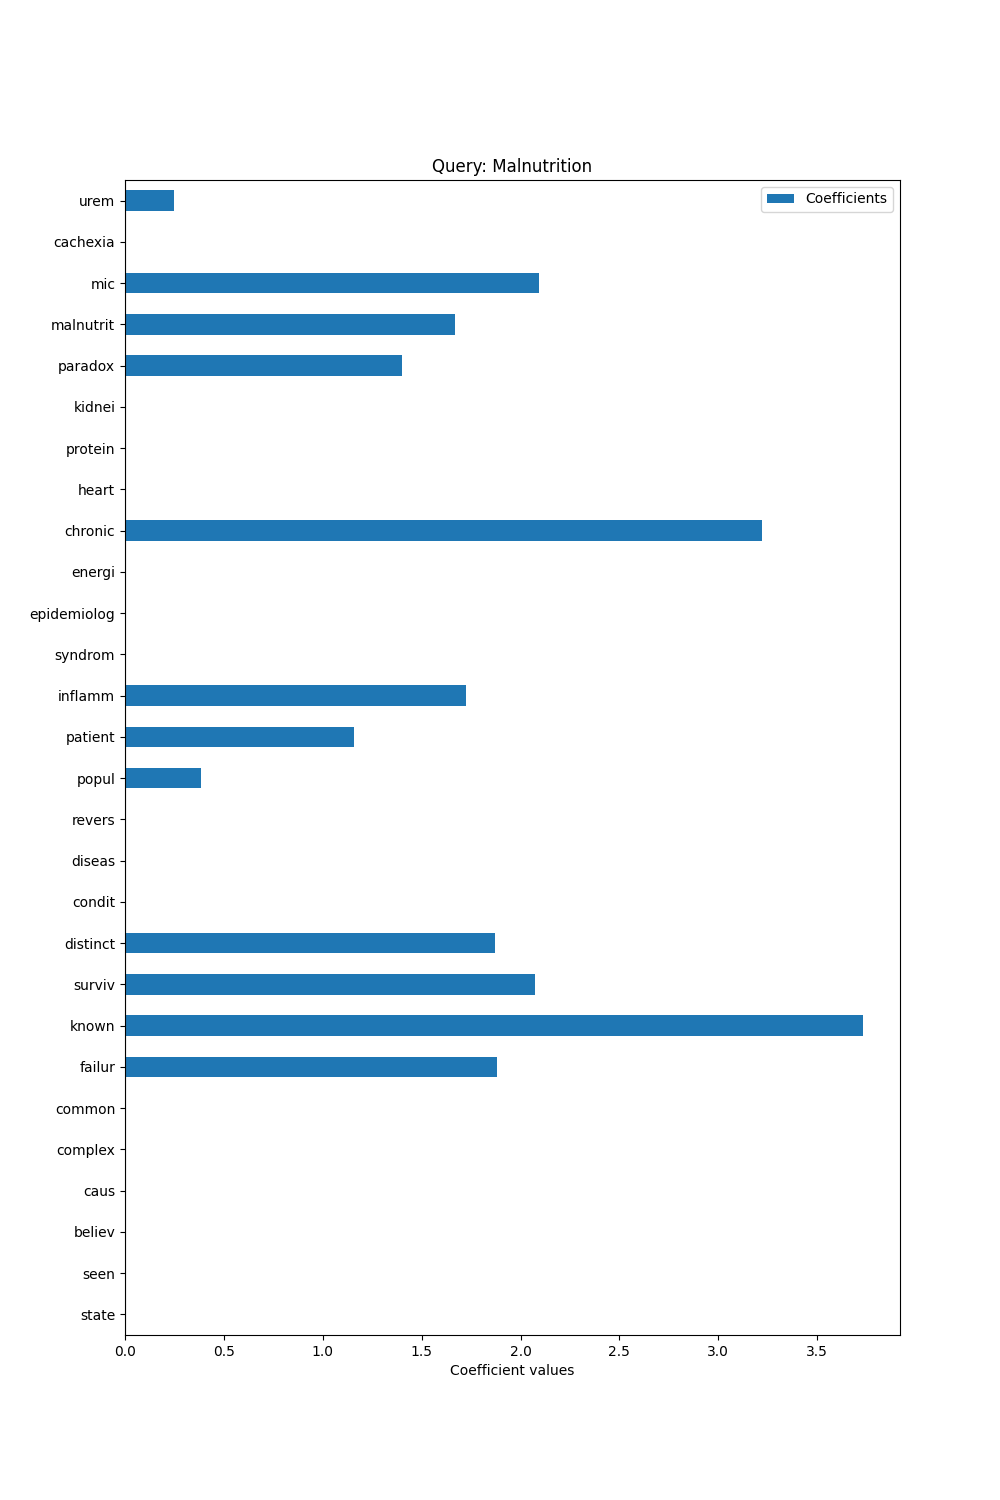 Query: Malnutrition
Coefficients
urem
cachexia
mic
malnutrit
paradox
kidnei
protein
heart
chronic
energi
epidemiolog
syndrom
inflamm
patient
popul
revers
diseas
condit
distinct
surviv
known
failur
common
complex
caus
believ
seen
state
0.0 0.5 1.0 1.5 2.0 2.5 3.0 3.5
Coefficient values